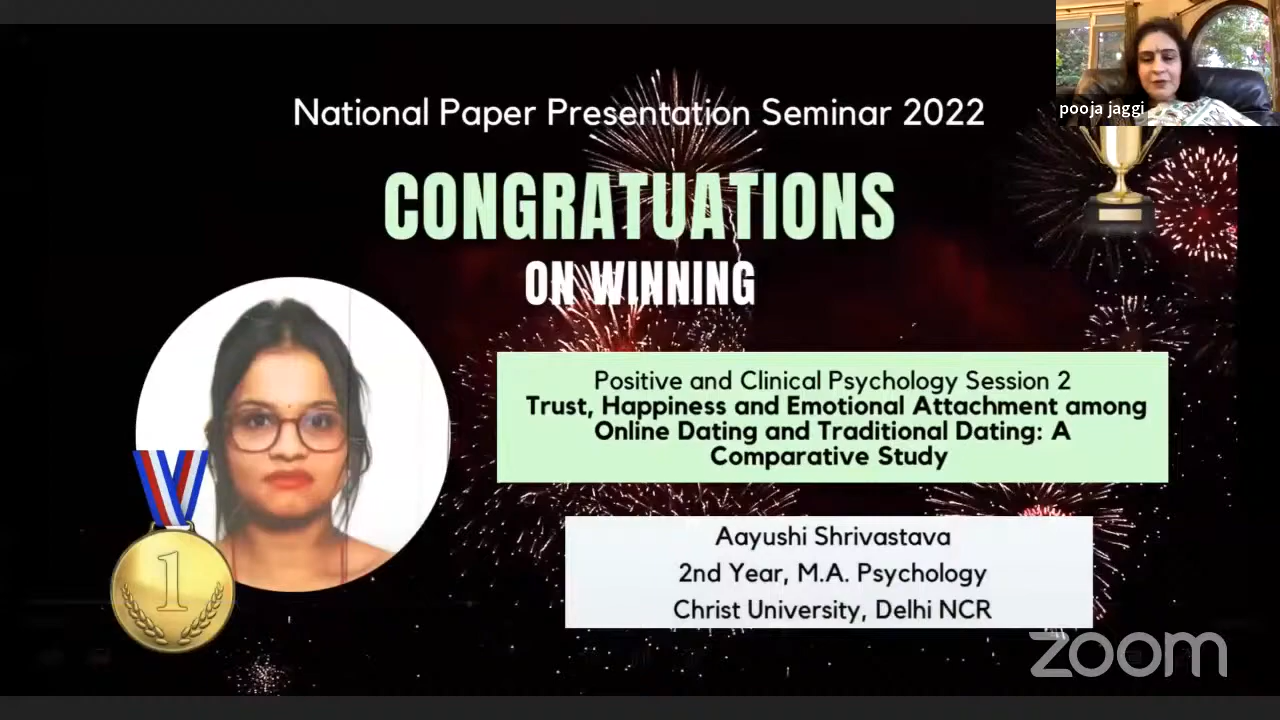 pooja jaggi
National Paper Presentation Seminar 2022
CONGRATUATIONS
ON WINNING
Positive and Clinical Psychology Session 2
Trust, Happiness and Emotional Attachment among
Online Dating and Traditional Dating: A
Comparative Study
1
Aayushi Shrivastava
2nd Year, M.A. Psychology
Christ University, Delhi NCR
zoom